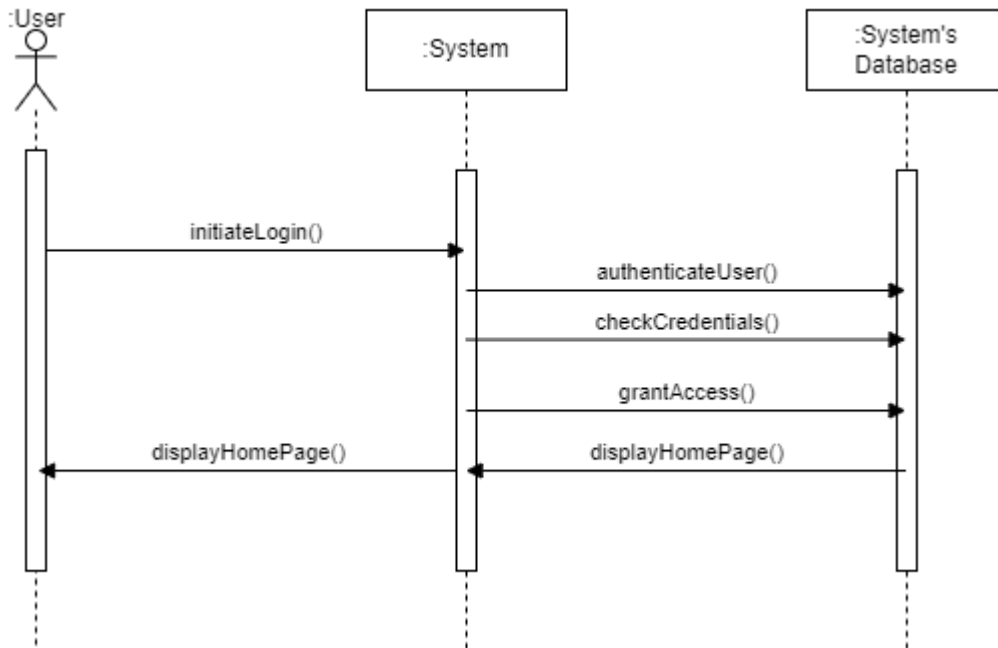 :User
:System
:System's
Database
initiateLogin()
authenticateUser()
checkCredentials()
grantAccess()
displayHomePage()
displayHomePage()